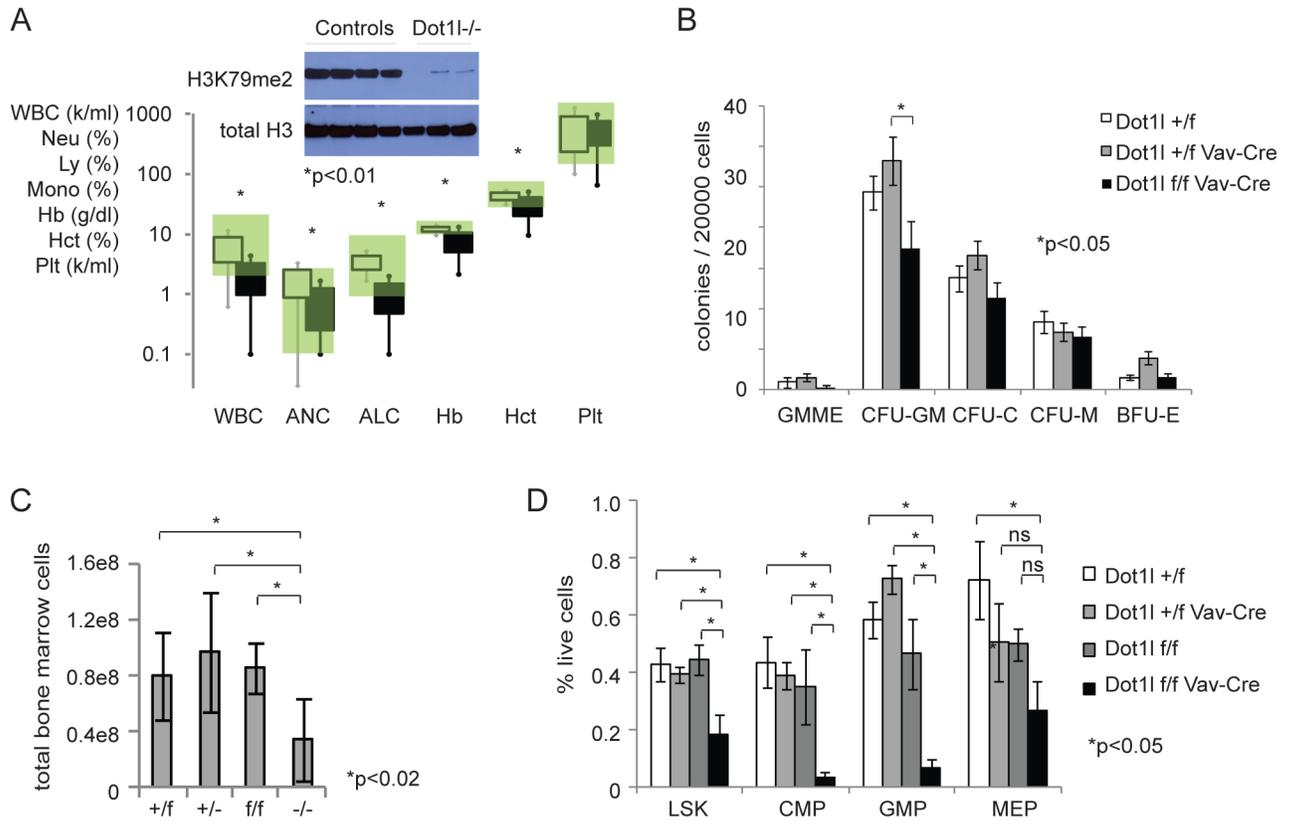 A
Controls Dot1l-/-
H3K79me2
total H3
*p<0.01
WBC (k/ml)
Neu (%)
Ly (%)
Mono (%)
Hb (g/dl)
Hct (%)
Plt (k/ml)
1000
100
10
1
0.1
* * * * *
WBC ANC ALC Hb Hct Plt
B
colonies / 20000 cells
40
30
20
10
0
*
Dot1l +/f
Dot1l +/f Vav-Cre
Dot1l f/f Vav-Cre
*p<0.05
GMME CFU-GM CFU-C CFU-M BFU-E
C
total bone marrow cells
1.6e8
1.2e8
0.8e8
0.4e8
0
*
*
*
*p<0.02
+/f +/- f/f -/-
D
% live cells
1.0
0.8
0.6
0.4
0.2
0
* * *
* * *
* * *
* ns ns
*
Dot1l +/f
Dot1l +/f Vav-Cre
Dot1l f/f
Dot1l f/f Vav-Cre
*p<0.05
LSK CMP GMP MEP